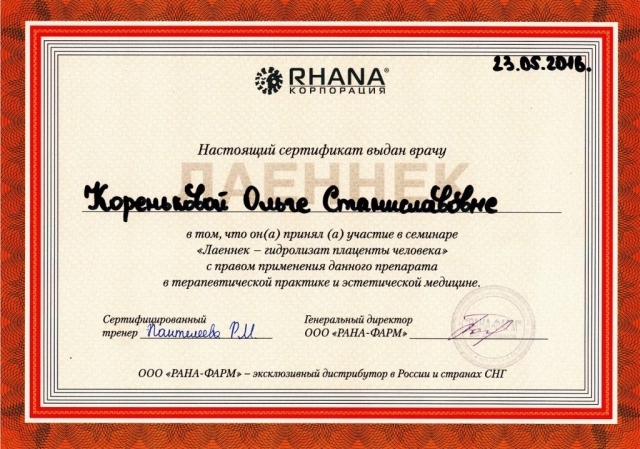 23.05.2016.
RHANA®
КОРПОРАЦИЯ
Настоящий сертификат выдан врачу
ЛАЕННЕК
Кореньковой Ольге Станиславовне
в том, что он(а) принял (а) участие в семинаре
«Лаеннек – гидролизат плаценты человека»
с правом применения данного препарата
в терапевтической практике и эстетической медицине.
Сертифицированный
тренер Пантелеева Р.М.
Генеральный директор
ООО «РАНА-ФАРМ»
ООО «РАНА-ФАРМ» – эксклюзивный дистрибутор в России и странах СНГ